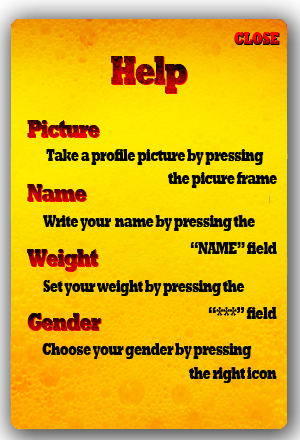 CLOSE
Help
Picture
Take a profile picture by pressing
the picure frame
Name
Write your name by pressing the
“NAME” field
Weight
Set your weight by pressing the
“***” field
Gender
Choose your gender by pressing
the right icon